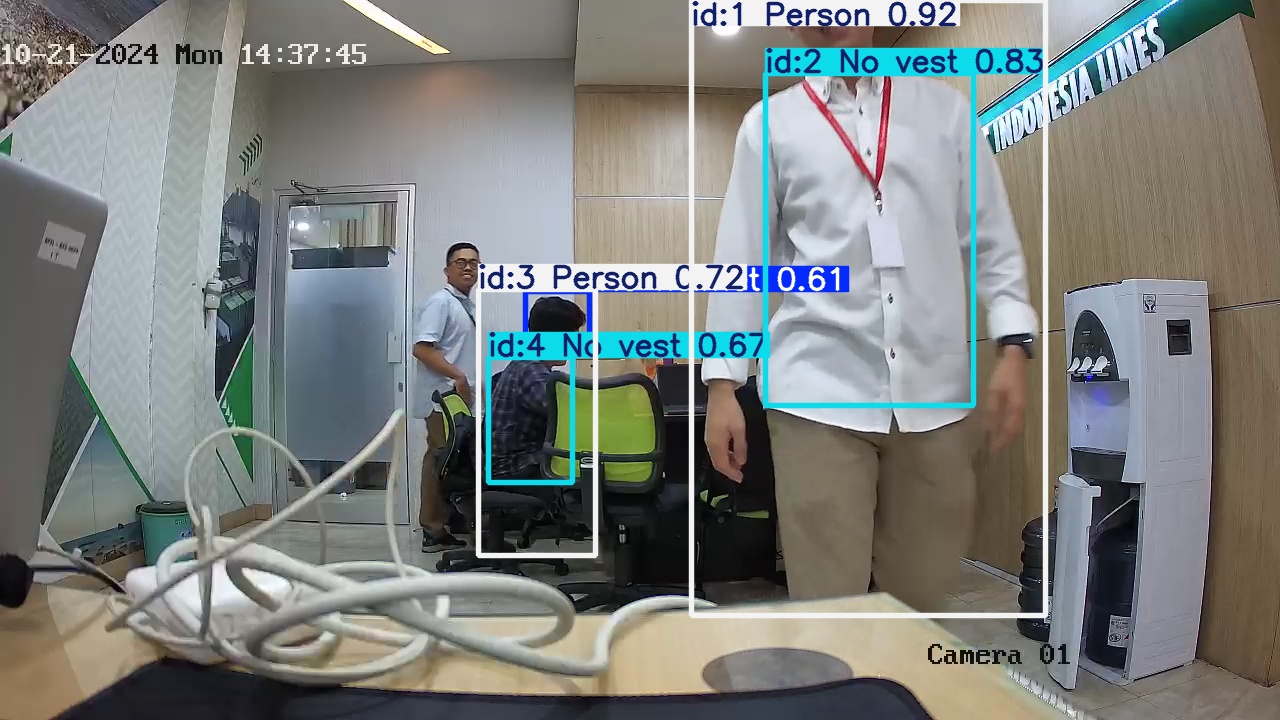 id:1 Person 0.92
10-21-2024 Mon 14:37:45
id:2 No vest 0.83
INDONESIA LINES
id:3 Person 0.72
t 0.61
id:4 No vest 0.67
Camera 01